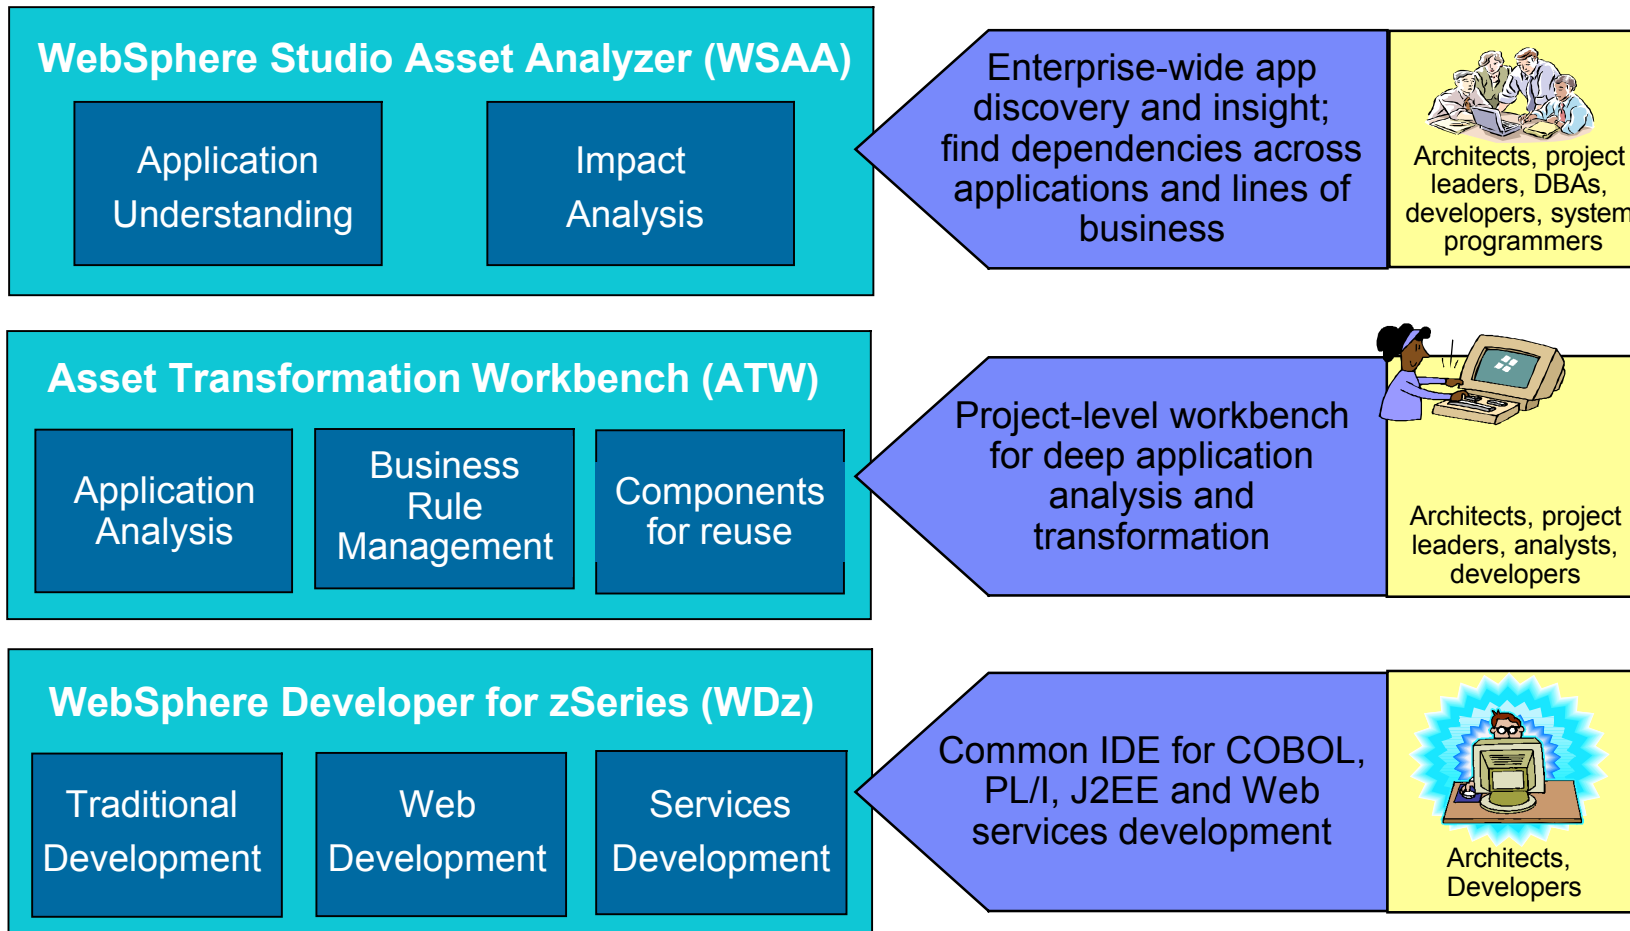 WebSphere Studio Asset Analyzer (WSAA)
Application
Understanding
Impact
Analysis
Enterprise-wide app
discovery and insight;
find dependencies across
applications and lines of
business
Architects, project
leaders, DBAs,
developers, system
programmers
Asset Transformation Workbench (ATW)
Application
Analysis
Business
Rule
Management
Components
for reuse
Project-level workbench
for deep application
analysis and
transformation
Architects, project
leaders, analysts,
developers
WebSphere Developer for zSeries (WDz)
Traditional
Development
Web
Development
Services
Development
Common IDE for COBOL,
PL/I, J2EE and Web
services development
Architects,
Developers